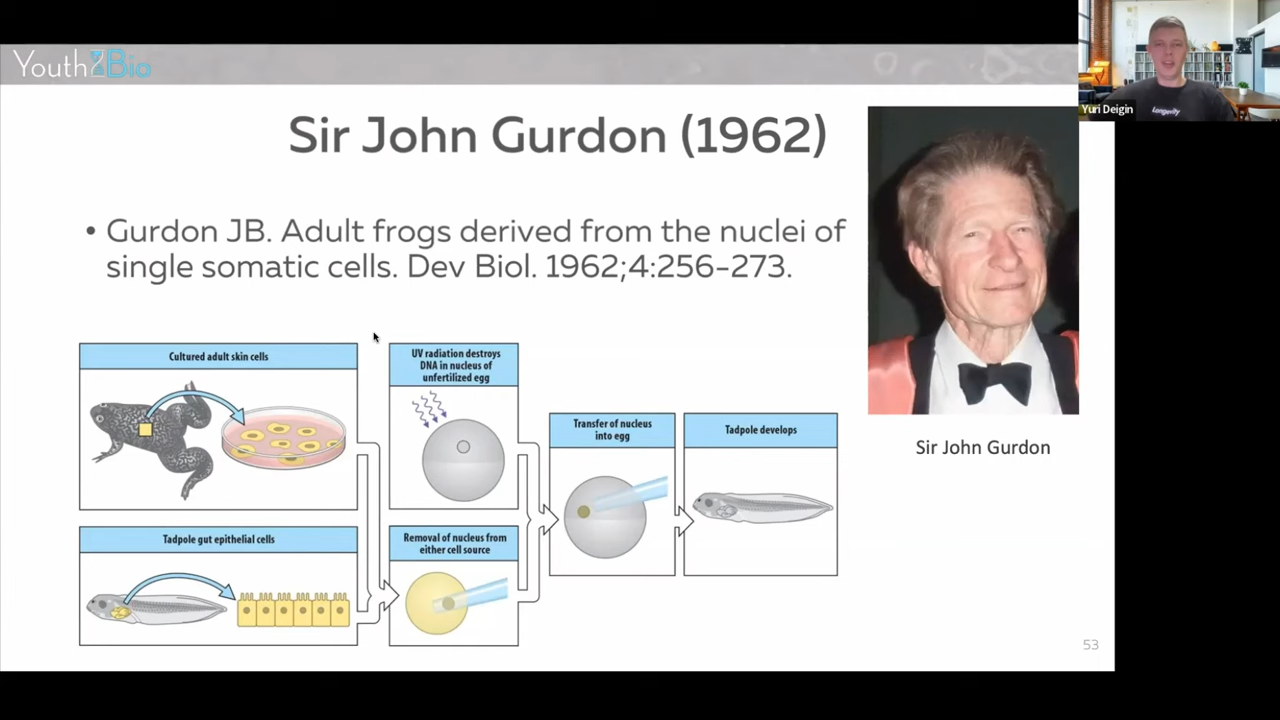 Youth Bio
Yuri Deigin
Longevity
Sir John Gurdon (1962)
• Gurdon JB. Adult frogs derived from the nuclei of
single somatic cells. Dev Biol. 1962;4:256-273.
Sir John Gurdon
Cultured adult skin cells
UV radiation destroys
DNA in nucleus of
unfertilized egg
Transfer of nucleus
into egg
Tadpole develops
Tadpole gut epithelial cells
Removal of nucleus from
either cell source
53